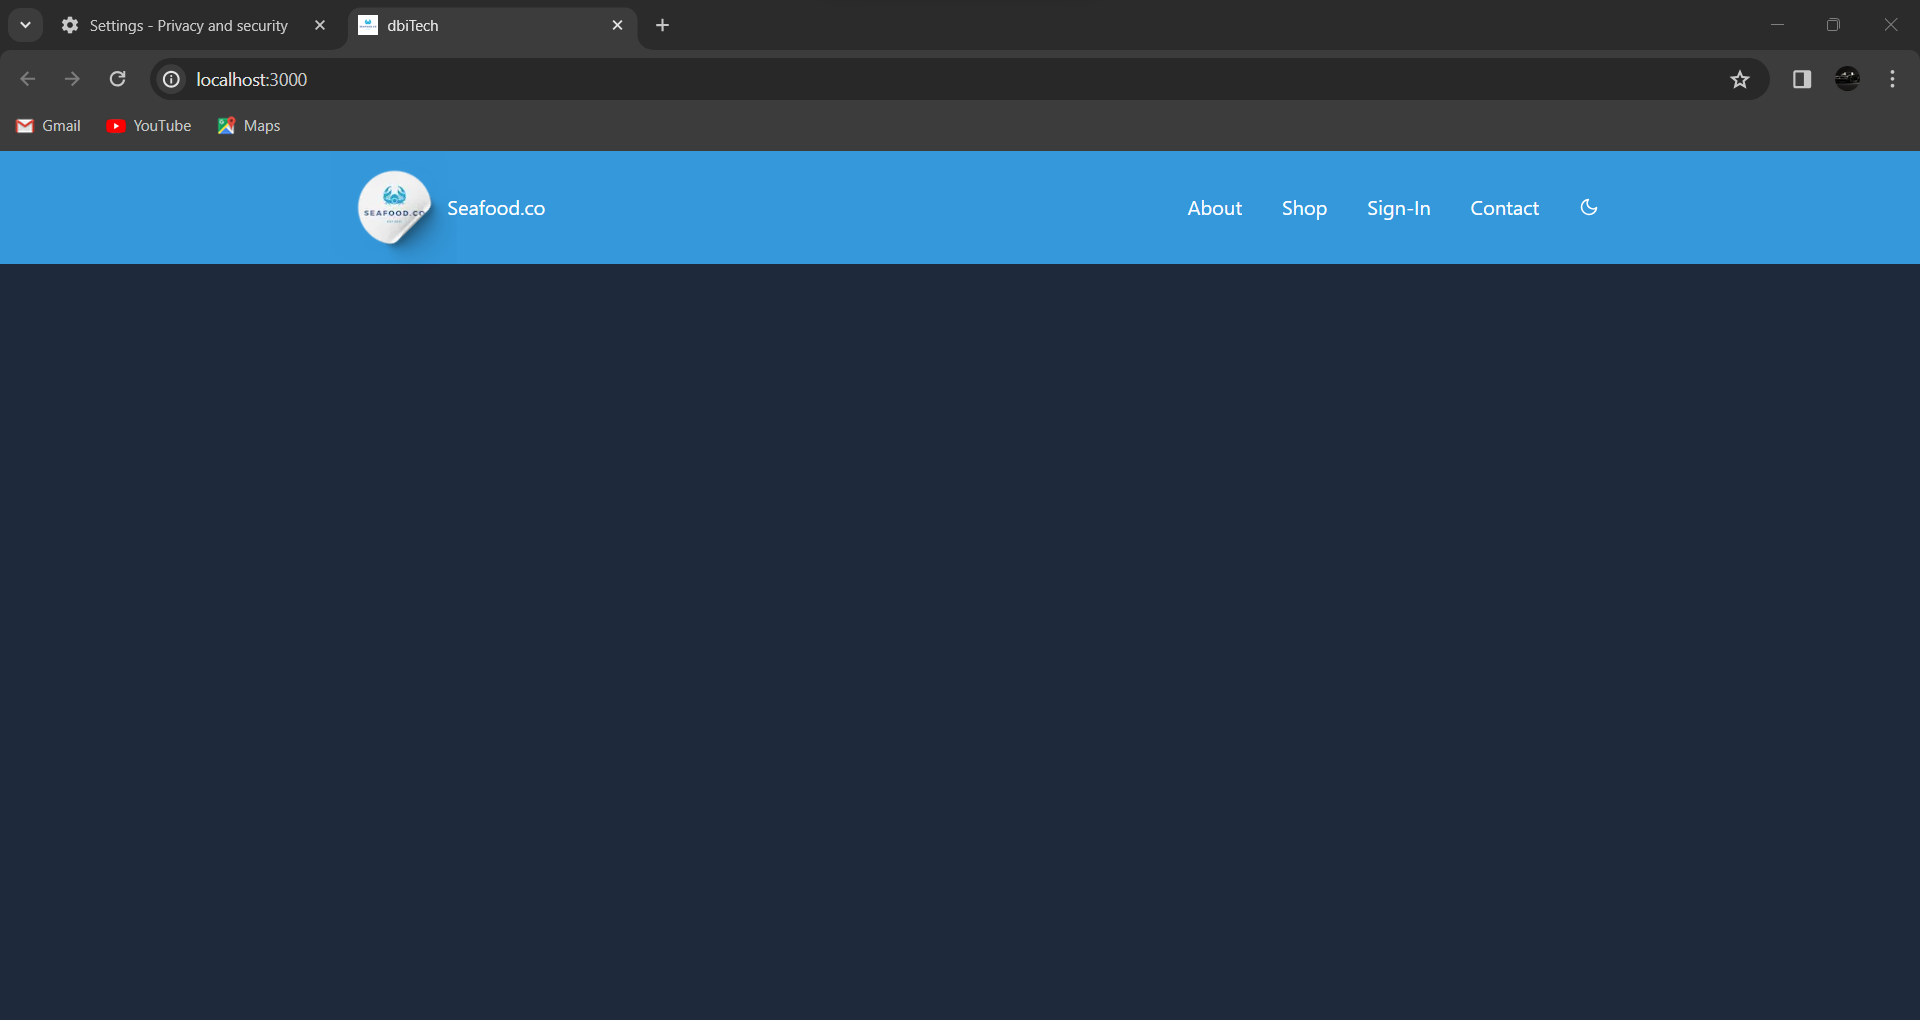 Settings - Privacy and security
dbiTech
localhost:3000
Gmail YouTube Maps
SEAFOOD.CO
Seafood.co About Shop Sign-In Contact